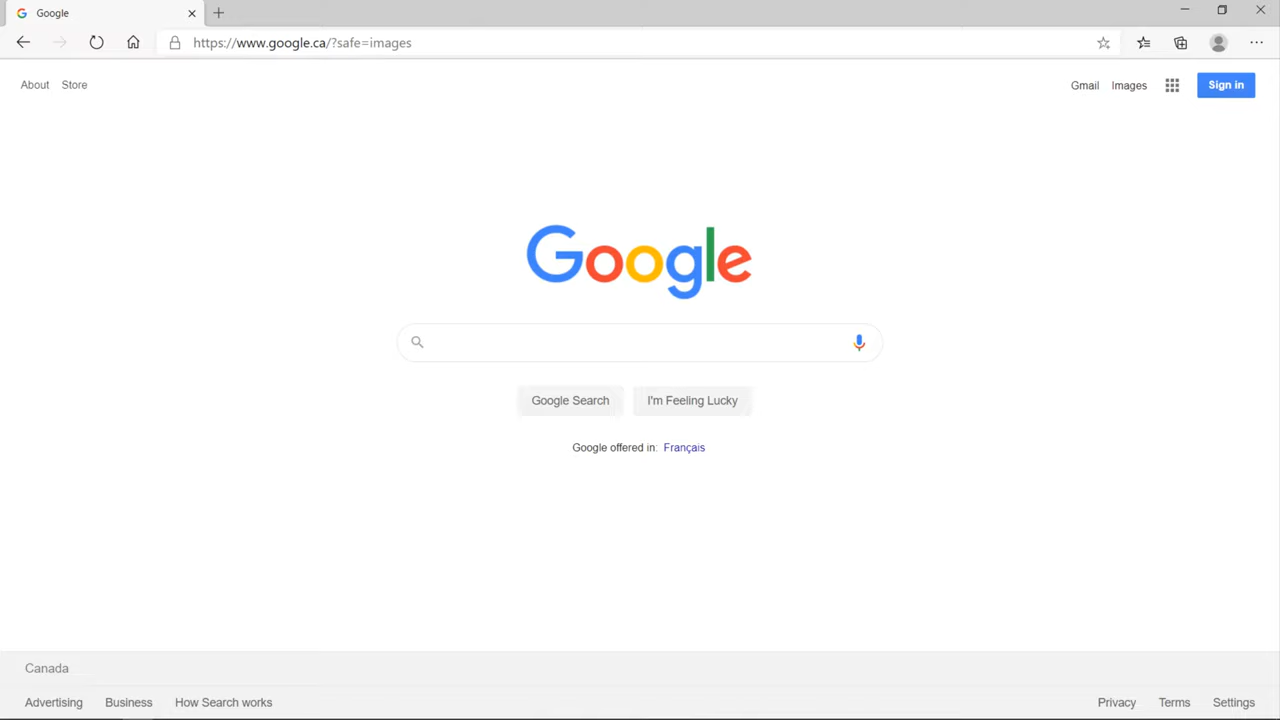 Google
https://www.google.ca/?safe=images
About Store
Gmail Images Sign in
Google
Google Search I'm Feeling Lucky
Google offered in: Français
Canada
Advertising Business How Search works
Privacy Terms Settings